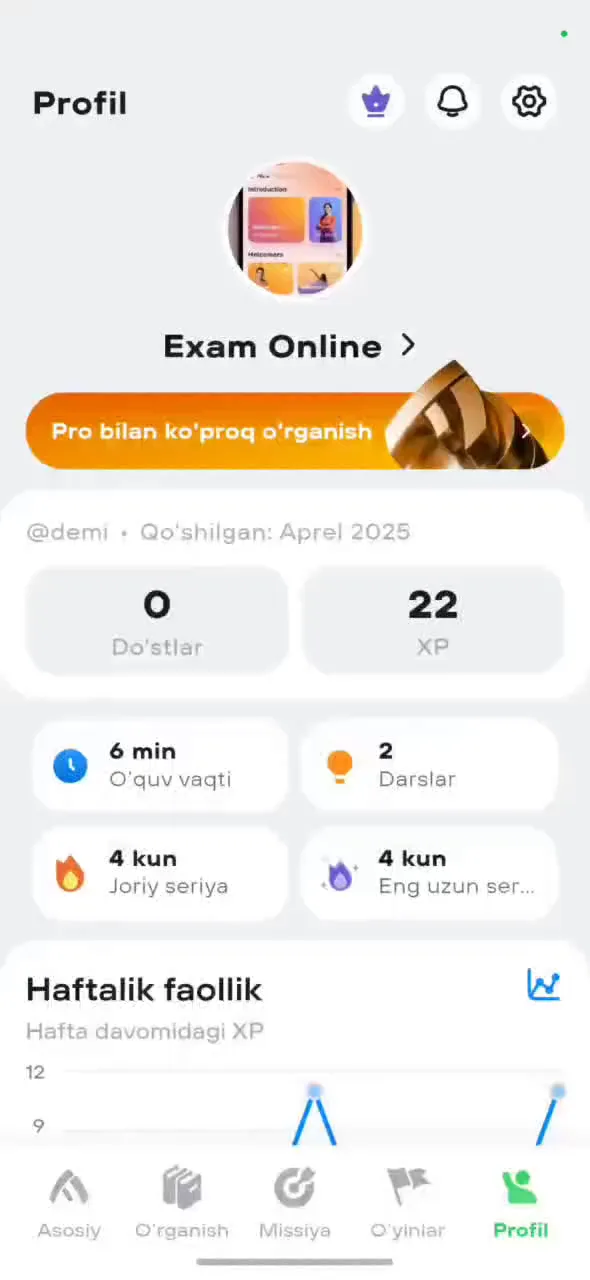 Profil
Introduction
Exam Online
Pro bilan ko'proq o'rganish
@demi • Qo'shilgan: Aprel 2025
0
Do'stlar
22
XP
6 min
O'quv vaqti
2
Darslar
4 kun
Joriy seriya
4 kun
Eng uzun ser...
Haftalik faollik
Hafta davomidagi XP
12
9
Asosiy
O'rganish
Missiya
O'yinlar
Profil